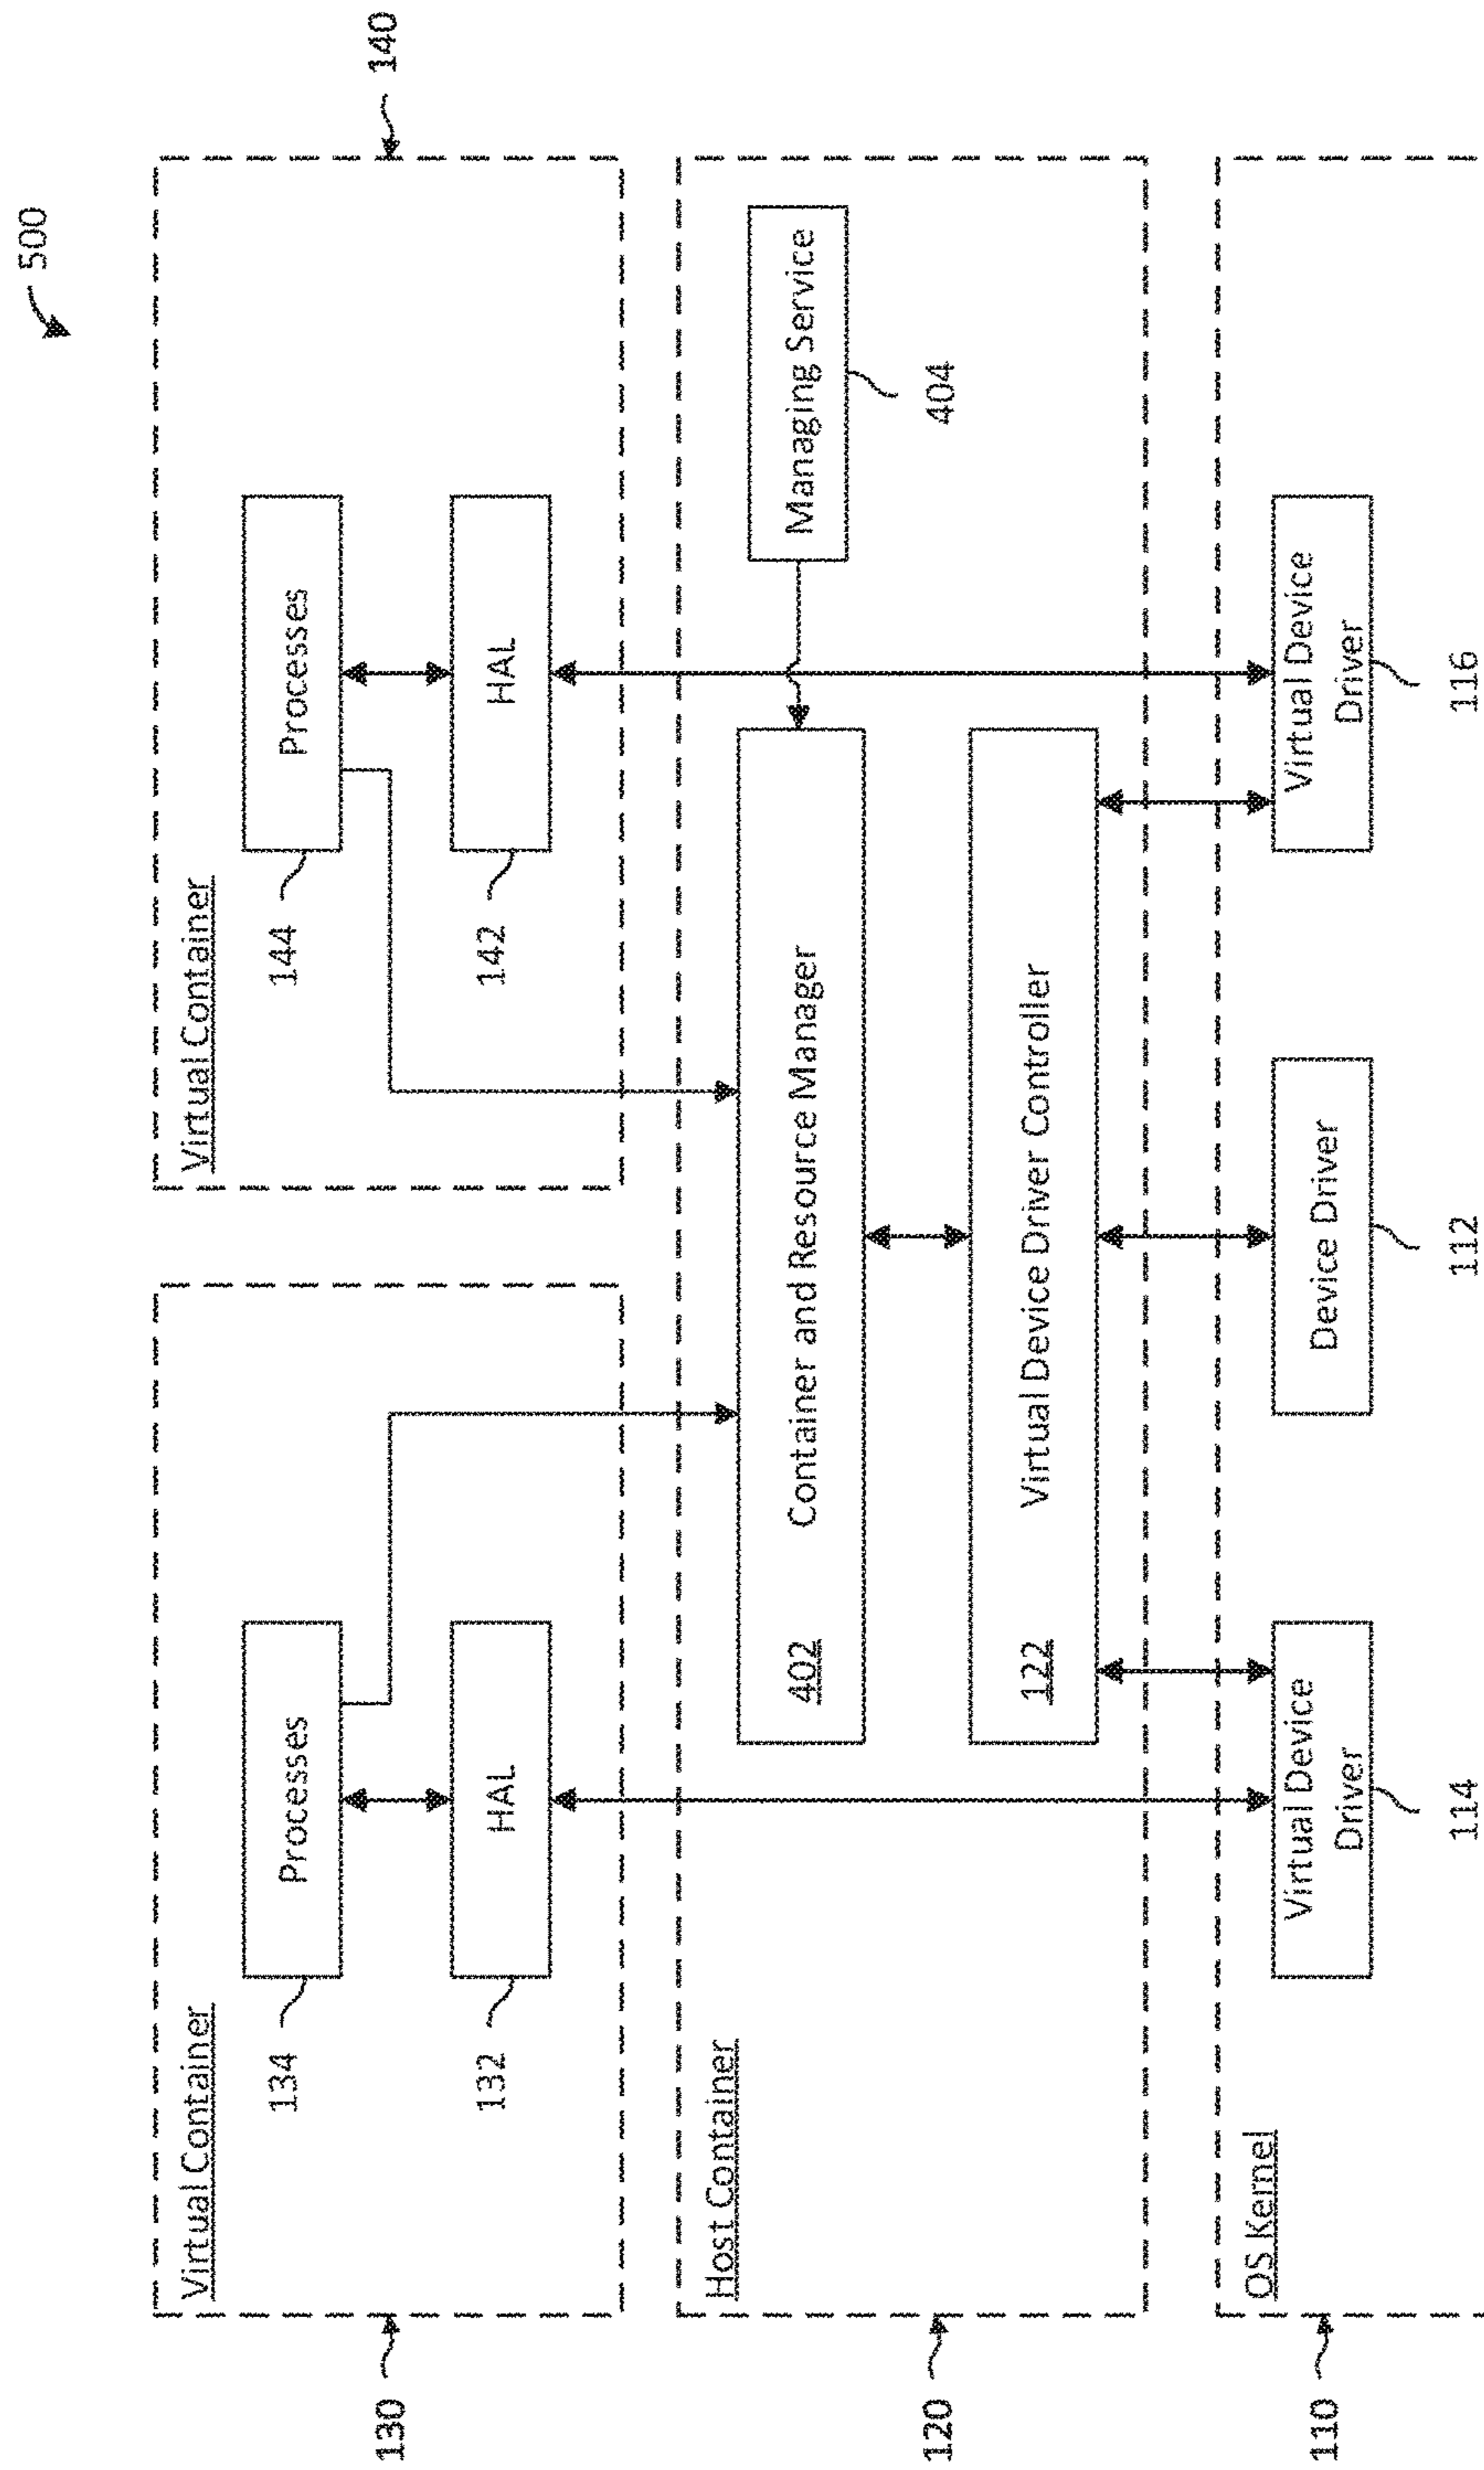 500
Virtual Container
Virtual Container
140
130
134
Processes
144
Processes
132
HAL
142
HAL
Host Container
120
402
Container and Resource Manager
Managing Service
404
122
Virtual Device Driver Controller
OS Kernel
110
Virtual Device
Driver
Device Driver
Virtual Device
Driver
114
112
116